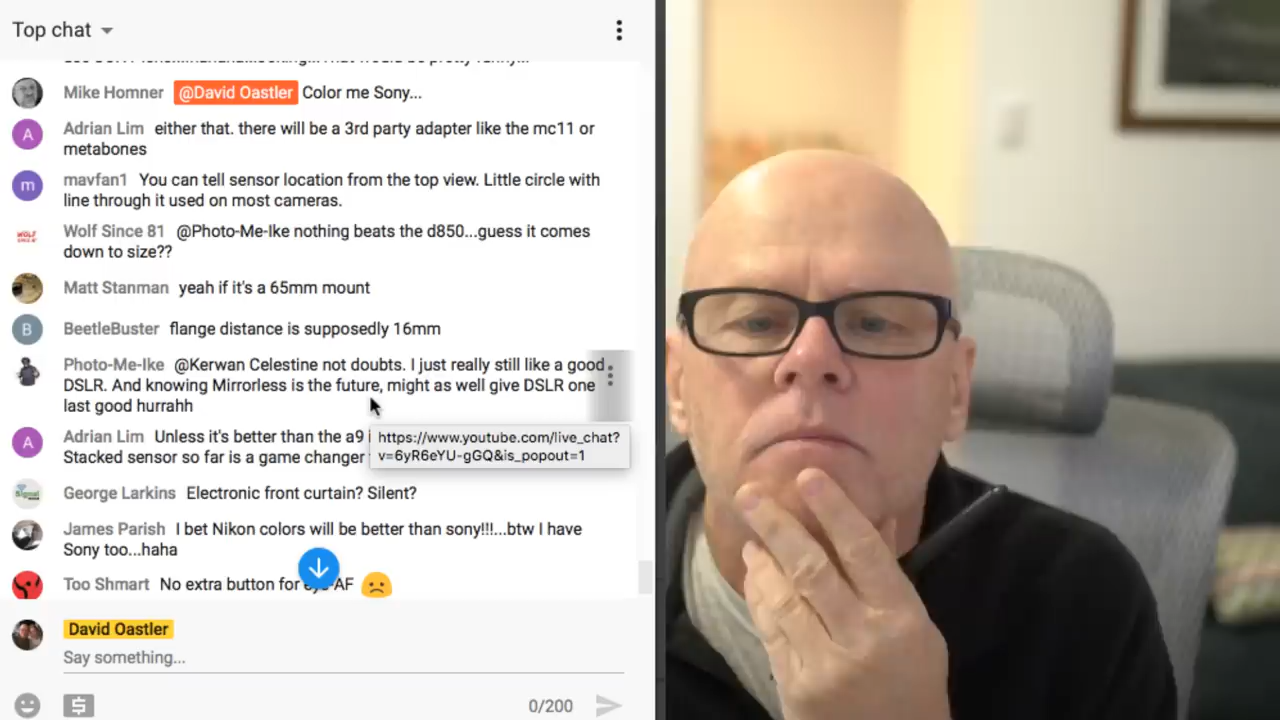 Top chat
Mike Homner @David Oastler Color me Sony...
Adrian Lim either that. there will be a 3rd party adapter like the mc11 or
metabones
mavfan1 You can tell sensor location from the top view. Little circle with
line through it used on most cameras.
Wolf Since 81 @Photo-Me-Ike nothing beats the d850...guess it comes
down to size??
Matt Stanman yeah if it's a 65mm mount
BeetleBuster flange distance is supposedly 16mm
Photo-Me-Ike @Kerwan Celestine not doubts. I just really still like a good
DSLR. And knowing Mirrorless is the future, might as well give DSLR one
last good hurrahh
Adrian Lim Unless it's better than the a9
https://www.youtube.com/live_chat?
Stacked sensor so far is a game changer
v=6yR6eYU-gGQ&is_popout=1
George Larkins Electronic front curtain? Silent?
James Parish I bet Nikon colors will be better than sony!!!...btw I have
Sony too...haha
Too Shmart No extra button for AF
David Oastler
Say something...
0/200